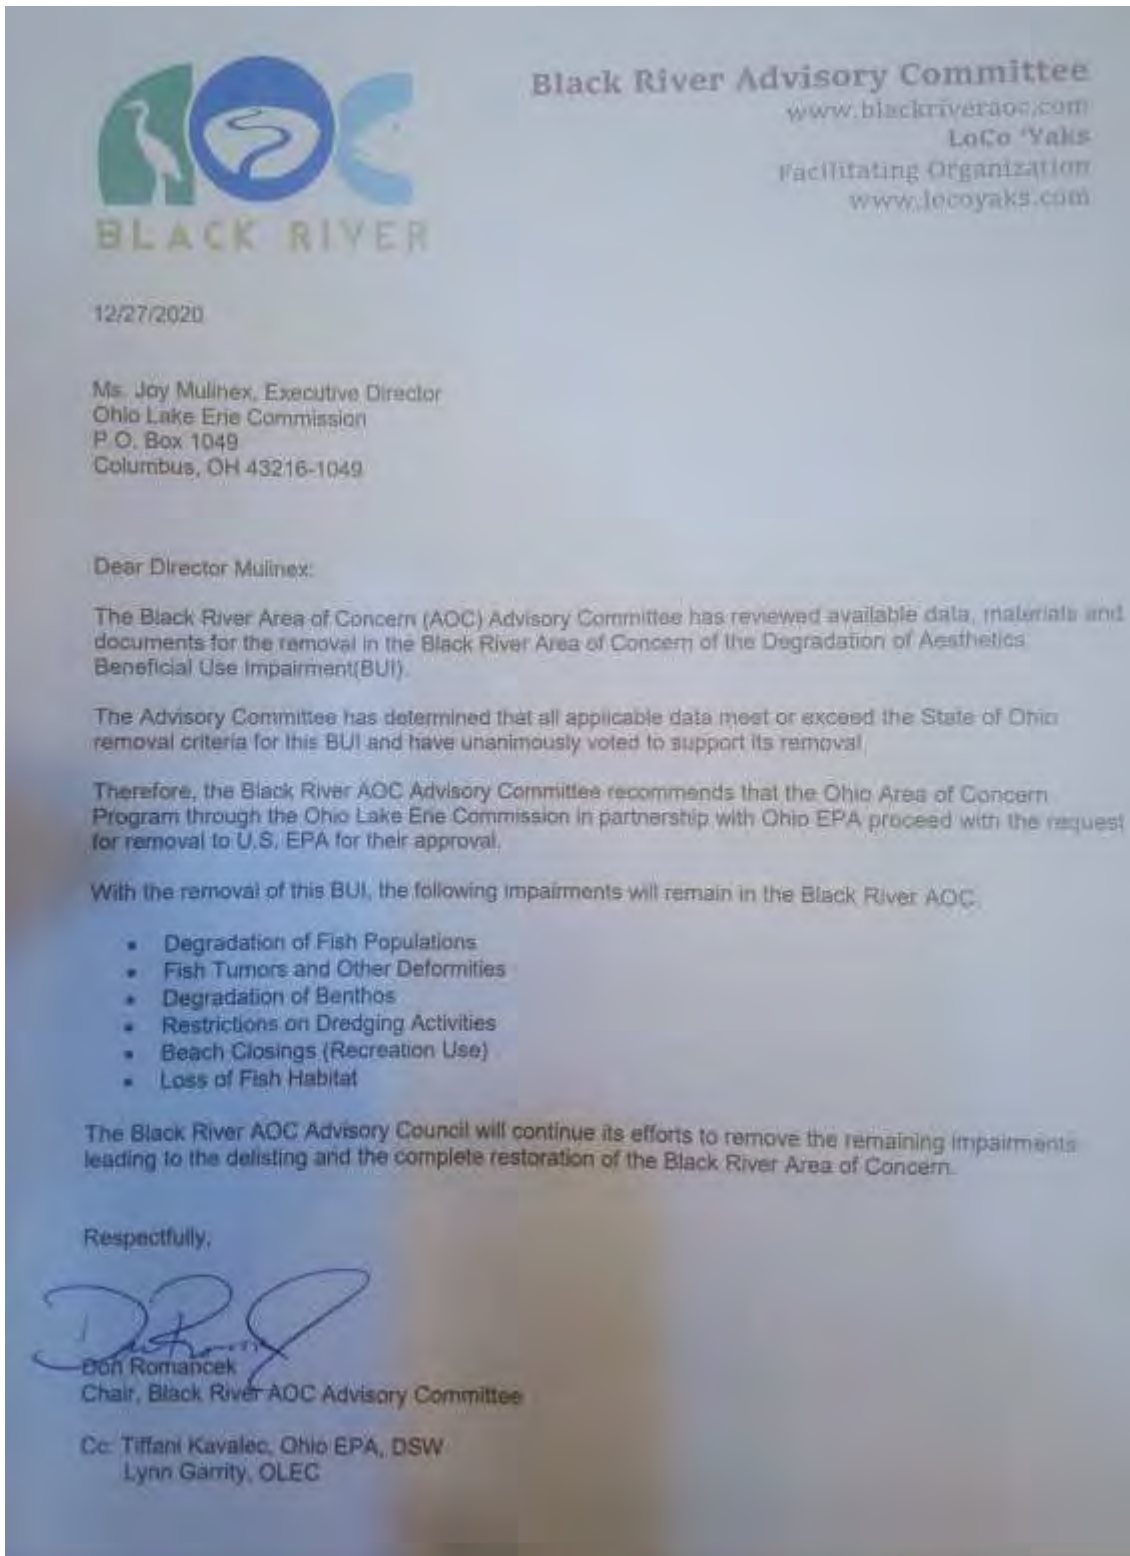 AOC
BLACK RIVER
Black River Advisory Committee
www.blackriveraoc.com
LoCo 'Yaks
Facilitating Organization
www.locoyaks.com
12/27/2020
Ms. Joy Mulinex, Executive Director
Ohio Lake Erie Commission
P.O. Box 1049
Columbus, OH 43216-1049
Dear Director Mulinex:
The Black River Area of Concern (AOC) Advisory Committee has reviewed available data, materials and
documents for the removal in the Black River Area of Concern of the Degradation of Aesthetics
Beneficial Use Impairment(BUI).
The Advisory Committee has determined that all applicable data meet or exceed the State of Ohio
removal criteria for this BUI and have unanimously voted to support its removal.
Therefore, the Black River AOC Advisory Committee recommends that the Ohio Area of Concern
Program through the Ohio Lake Erie Commission in partnership with Ohio EPA proceed with the request
for removal to U.S. EPA for their approval.
With the removal of this BUI, the following impairments will remain in the Black River AOC.
• Degradation of Fish Populations
• Fish Tumors and Other Deformities
• Degradation of Benthos
• Restrictions on Dredging Activities
• Beach Closings (Recreation Use)
• Loss of Fish Habitat
The Black River AOC Advisory Council will continue its efforts to remove the remaining impairments
leading to the delisting and the complete restoration of the Black River Area of Concern.
Respectfully,
Don Romancek
Chair, Black River AOC Advisory Committee
Cc: Tiffani Kavalec, Ohio EPA, DSW
Lynn Garrity, OLEC